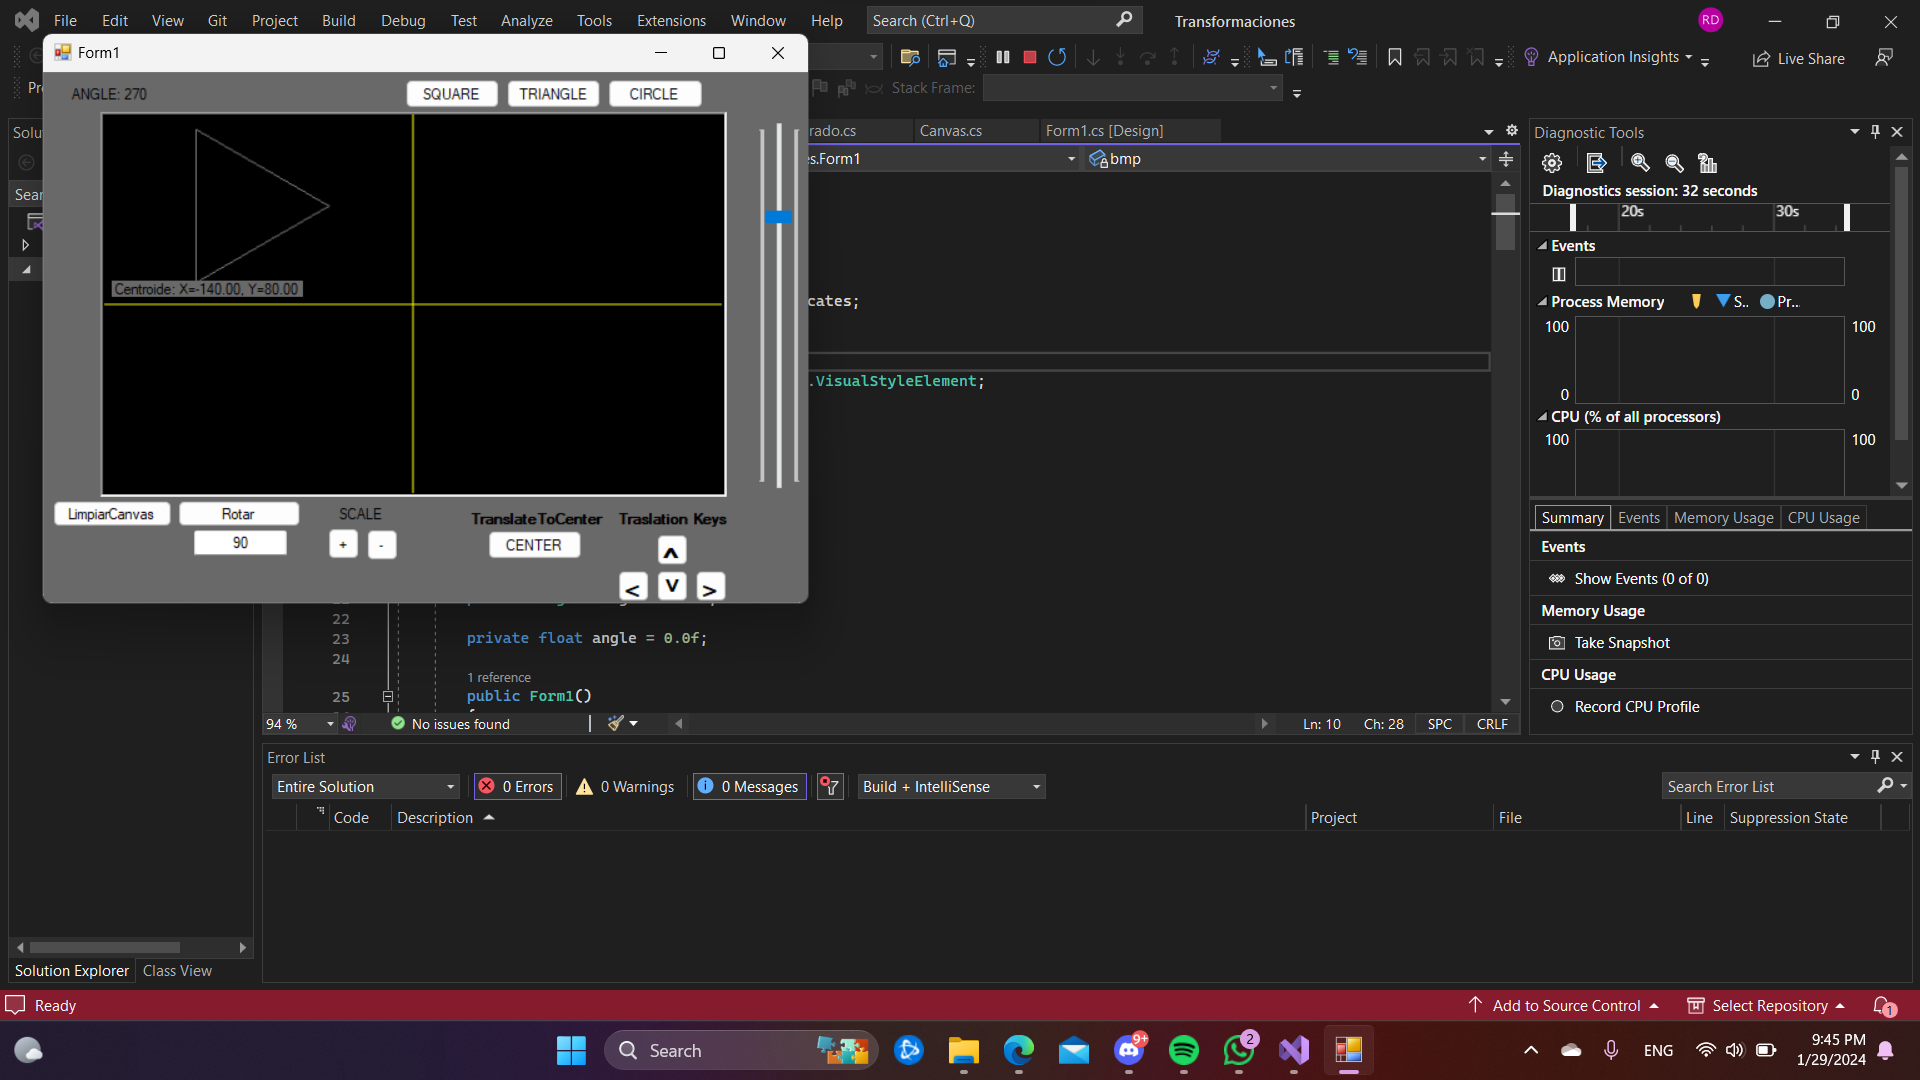 File Edit View Git Project Build Debug Test Analyze Tools Extensions Window Help Search (Ctrl+Q) Transformaciones RD
Form1
Application Insights
Live Share
ANGLE: 270
SQUARE TRIANGLE CIRCLE
Pr
Stack Frame:
Solu
rado.cs Canvas.cs Form1.cs [Design]
Diagnostic Tools
es.Form1
bmp
Sear
Diagnostics session: 32 seconds
20s 30s
Events
Centroide: X=-140.00, Y=80.00
cates;
Process Memory S.. Pr...
100 100
.VisualStyleElement;
0 0
CPU (% of all processors)
100 100
LimpiarCanvas Rotar SCALE TranslateToCenter Traslation Keys
90 + - CENTER ^
< V >
Summary Events Memory Usage CPU Usage
Events
Show Events (0 of 0)
Memory Usage
Take Snapshot
CPU Usage
Record CPU Profile
22
23 private float angle = 0.0f;
24
1 reference
25 public Form1()
94 % No issues found Ln: 10 Ch: 28 SPC CRLF
Error List
Entire Solution 0 Errors 0 Warnings 0 Messages Build + IntelliSense Search Error List
Code Description Project File Line Suppression State
Solution Explorer Class View
Ready Add to Source Control Select Repository 1
Search 9+ 2 ENG 9:45 PM
1/29/2024